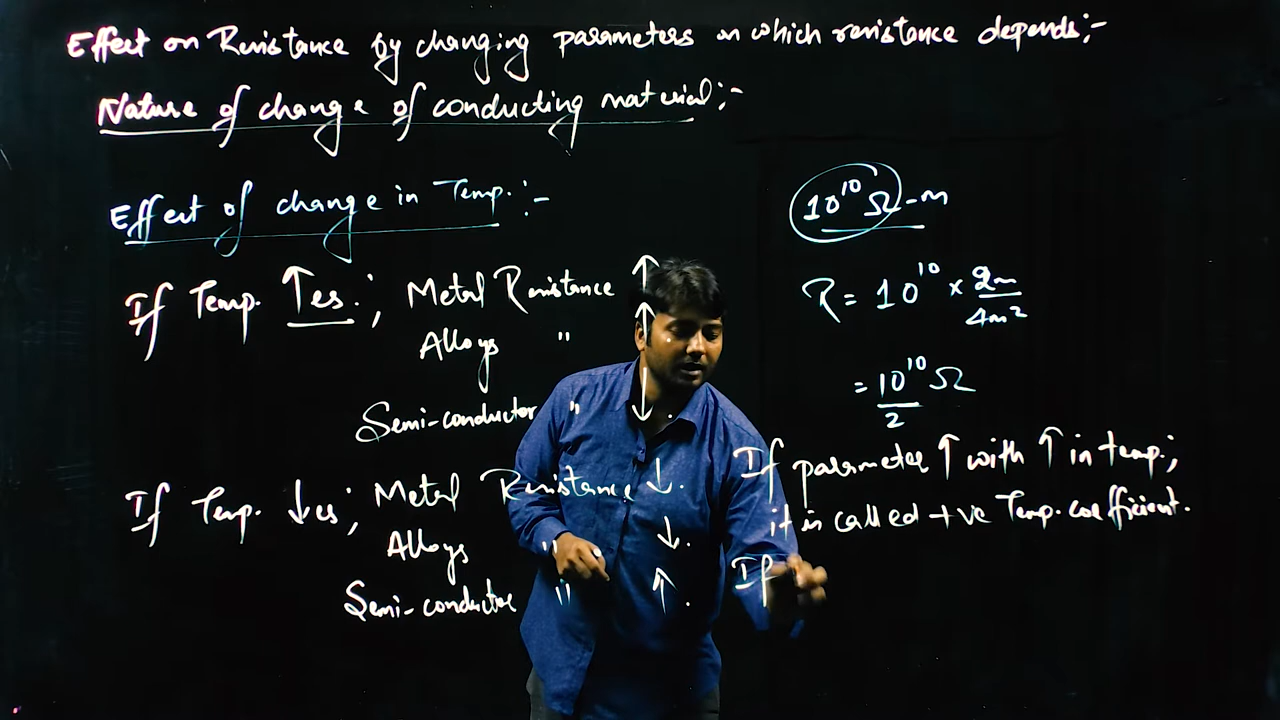 Effect on Resistance by changing parameters on which resistance depends:-
Nature of change of conducting material:-
Effect of change in Temp.:-
If Temp. ↑es; Metal Resistance ↑
Alloys " ↑.
Semi-conductor " ↓.
If Temp. ↓es; Metal Resistance ↓.
Alloys " ↓.
Semi-conductor " ↑.
10¹⁰ Ω-m
R = 10¹⁰ × 2m/4m²
= 10¹⁰/2 Ω
If parameter ↑ with ↑ in temp.;
it is called +ve Temp. coefficient.
If